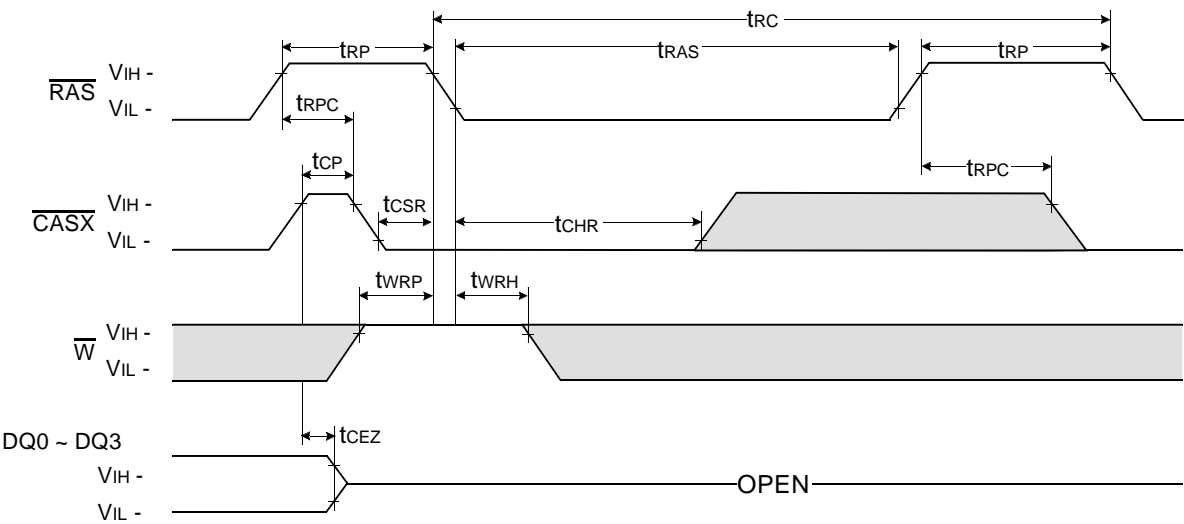 tRC
tRP tRAS tRP
RAS VIH -
VIL -
tRPC
tCP tRPC
CASX VIH -
VIL -
tCSR tCHR
tWRP tWRH
W VIH -
VIL -
tCEZ
DQ0 ~ DQ3
VIH -
VIL -
OPEN